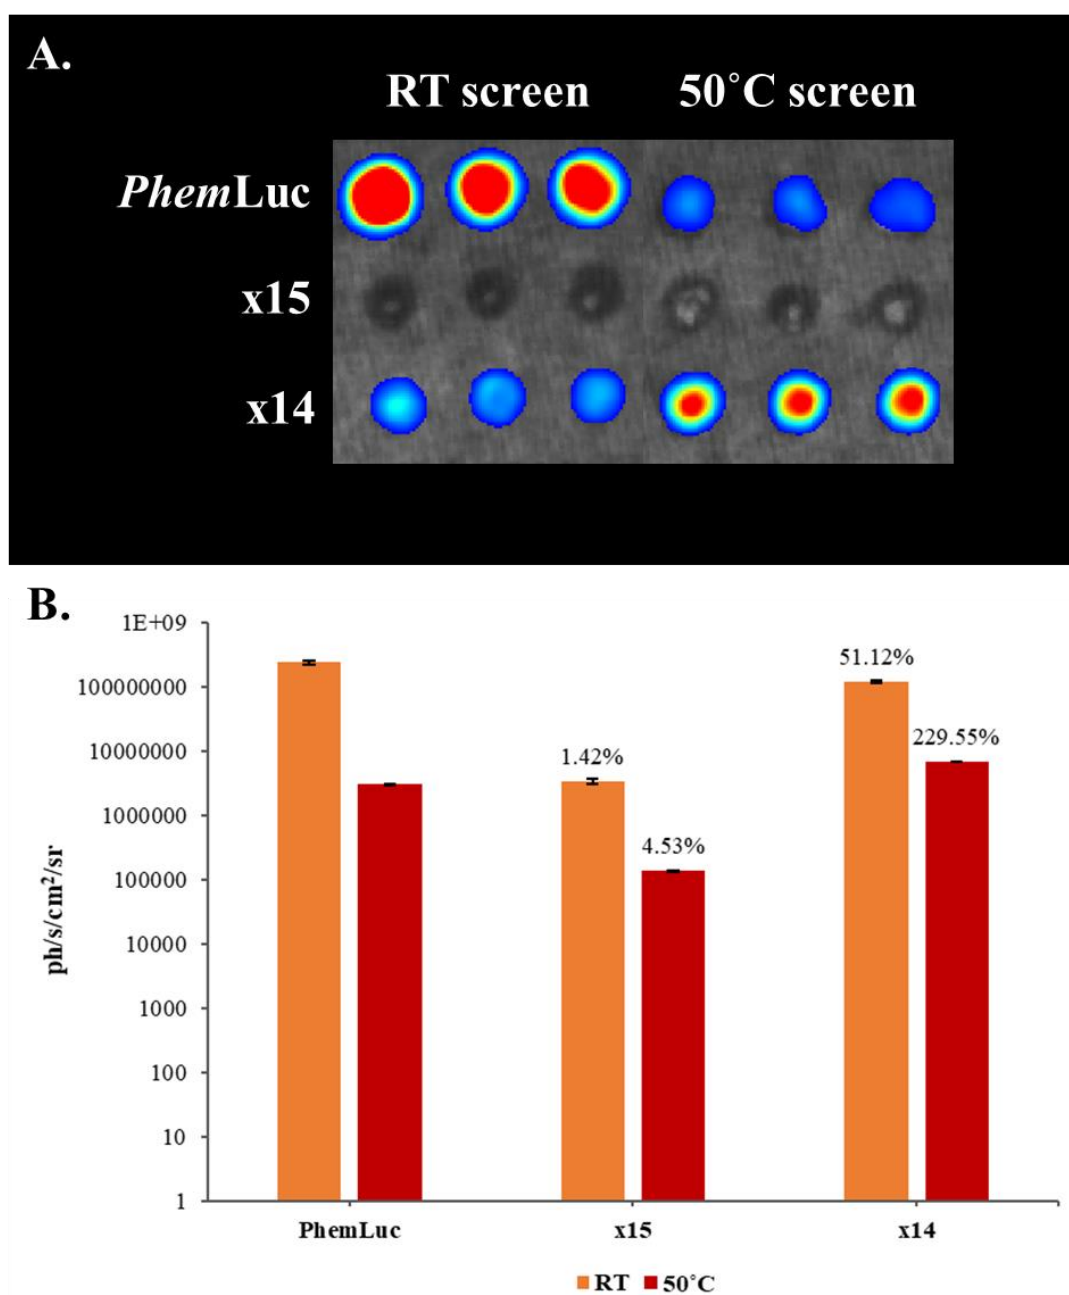 A.
RT screen 50˚C screen
PhemLuc
x15
x14
B.
1E+09
100000000
10000000
1000000
100000
10000
1000
100
10
1
ph/s/cm²/sr
1.42%
4.53%
51.12%
229.55%
PhemLuc x15 x14
RT 50˚C